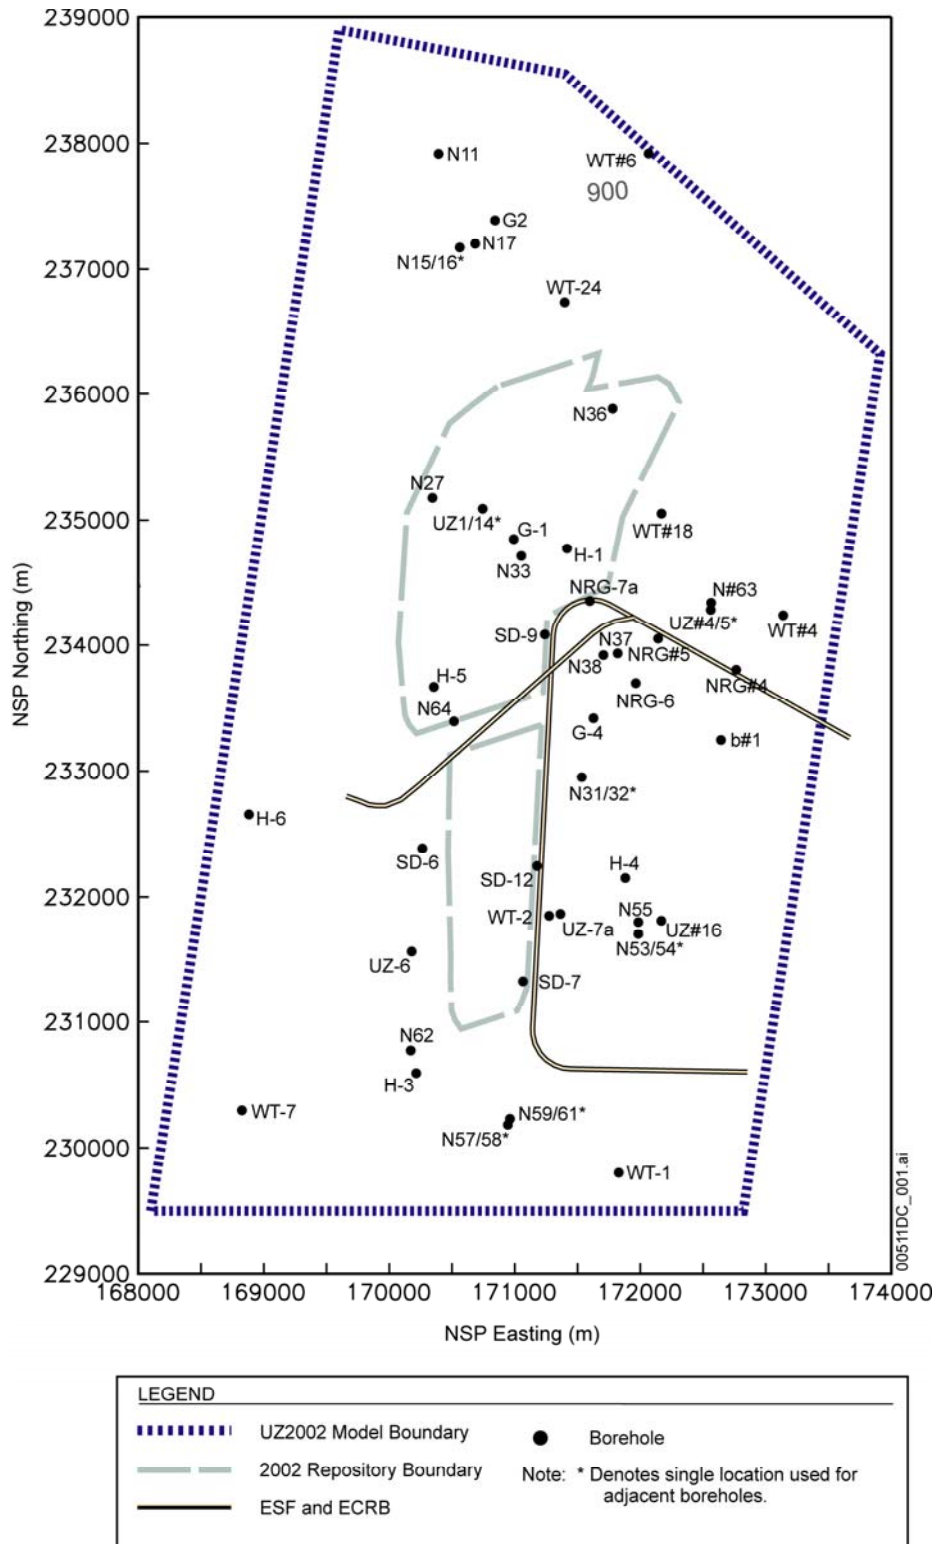 239000
238000
237000
236000
235000
234000
233000
232000
231000
230000
229000
NSP Northing (m)
N11
WT#6
900
G2
N17
N15/16*
WT-24
N36
N27
UZ1/14*
G-1
WT#18
H-1
N33
NRG-7a
N#63
UZ#4/5*
WT#4
SD-9
N37
N38
NRG#5
H-5
NRG#4
NRG-6
N64
G-4
b#1
N31/32*
H-6
SD-6
H-4
SD-12
N55
WT-2
UZ-7a
UZ#16
N53/54*
UZ-6
SD-7
N62
H-3
WT-7
N59/61*
N57/58*
WT-1
00511DC_001.ai
168000 169000 170000 171000 172000 173000 174000
NSP Easting (m)
LEGEND
UZ2002 Model Boundary
2002 Repository Boundary
ESF and ECRB
Borehole
Note: * Denotes single location used for
adjacent boreholes.